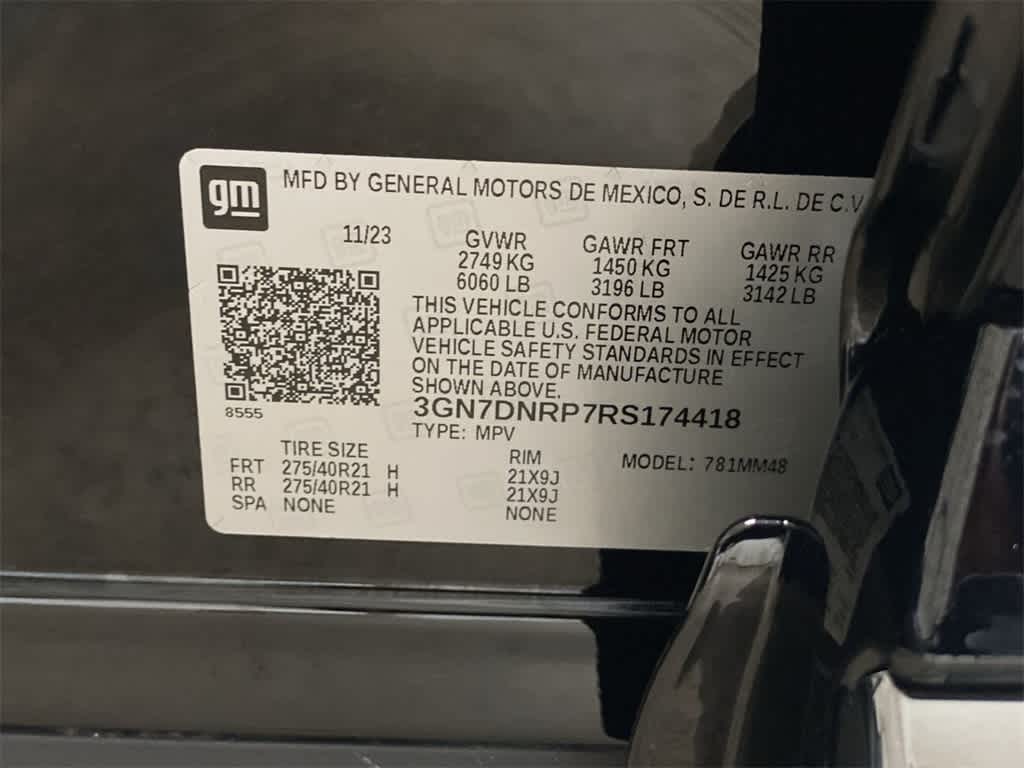 gm MFD BY GENERAL MOTORS DE MEXICO, S. DE R.L. DE C.V
11/23
GVWR GAWR FRT GAWR RR
2749 KG 1450 KG 1425 KG
6060 LB 3196 LB 3142 LB
THIS VEHICLE CONFORMS TO ALL
APPLICABLE U.S. FEDERAL MOTOR
VEHICLE SAFETY STANDARDS IN EFFECT
ON THE DATE OF MANUFACTURE
SHOWN ABOVE.
8555
3GN7DNRP7RS174418
TYPE: MPV
TIRE SIZE RIM MODEL: 781MM48
FRT 275/40R21 H 21X9J
RR 275/40R21 H 21X9J
SPA NONE NONE